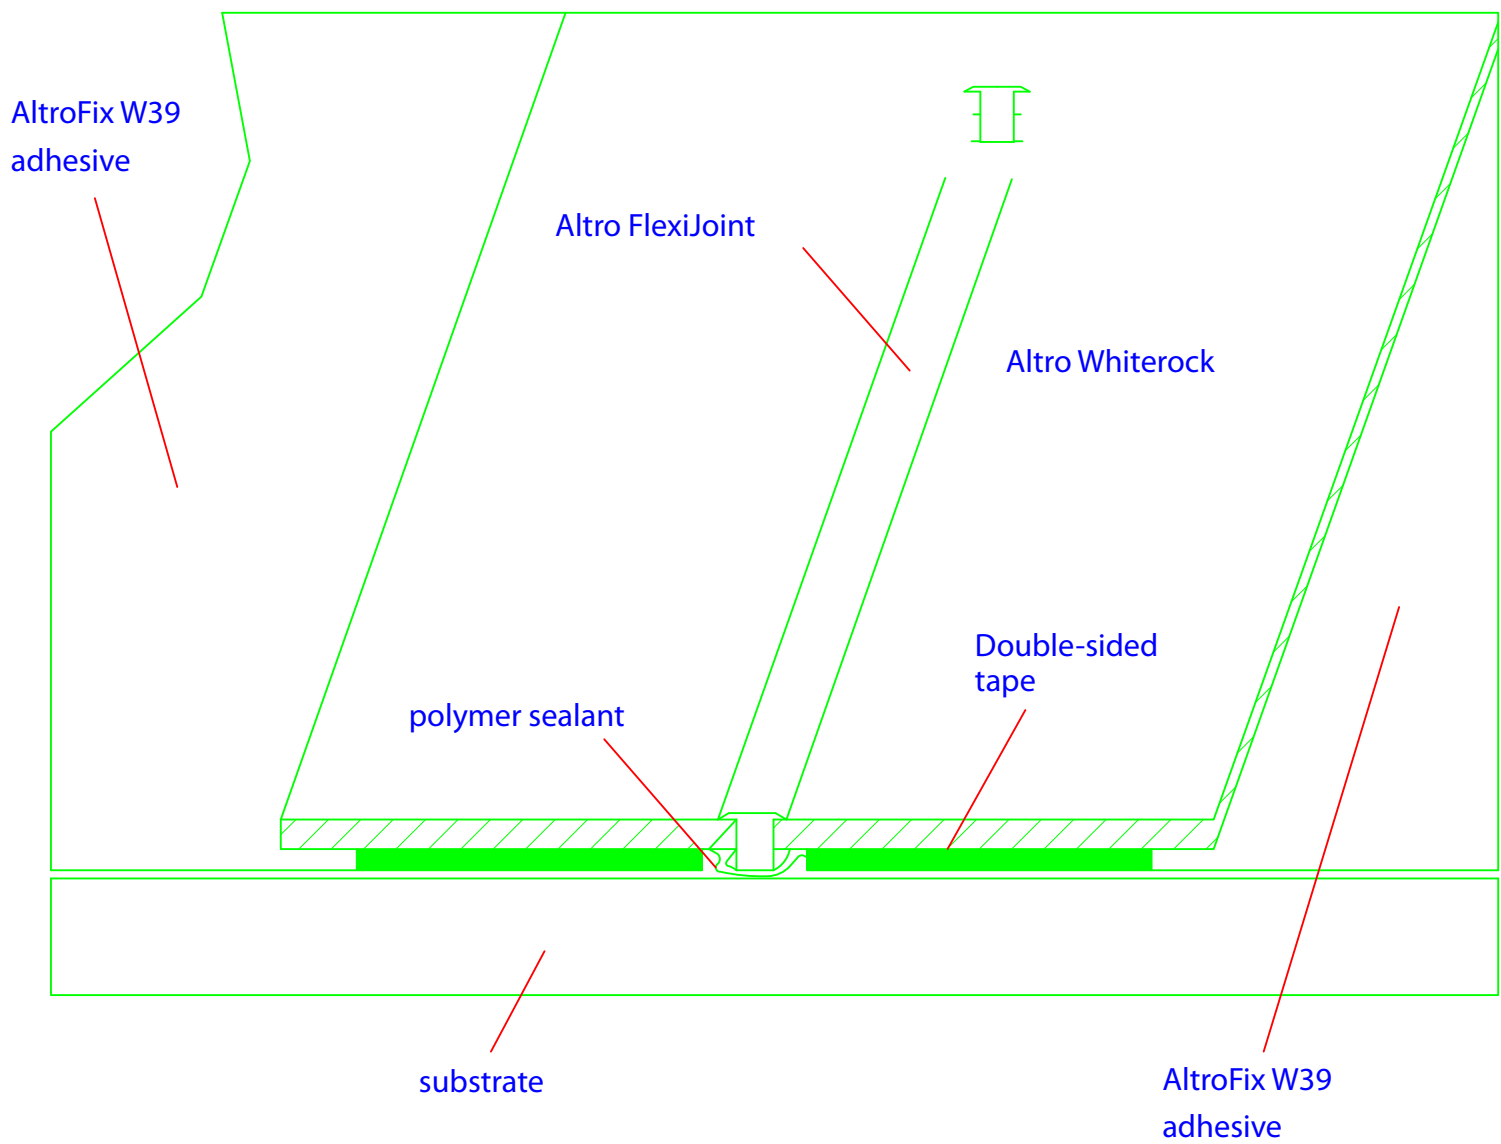 AltroFix W39
adhesive
Altro FlexiJoint
Altro Whiterock
Double-sided
tape
polymer sealant
substrate
AltroFix W39
adhesive